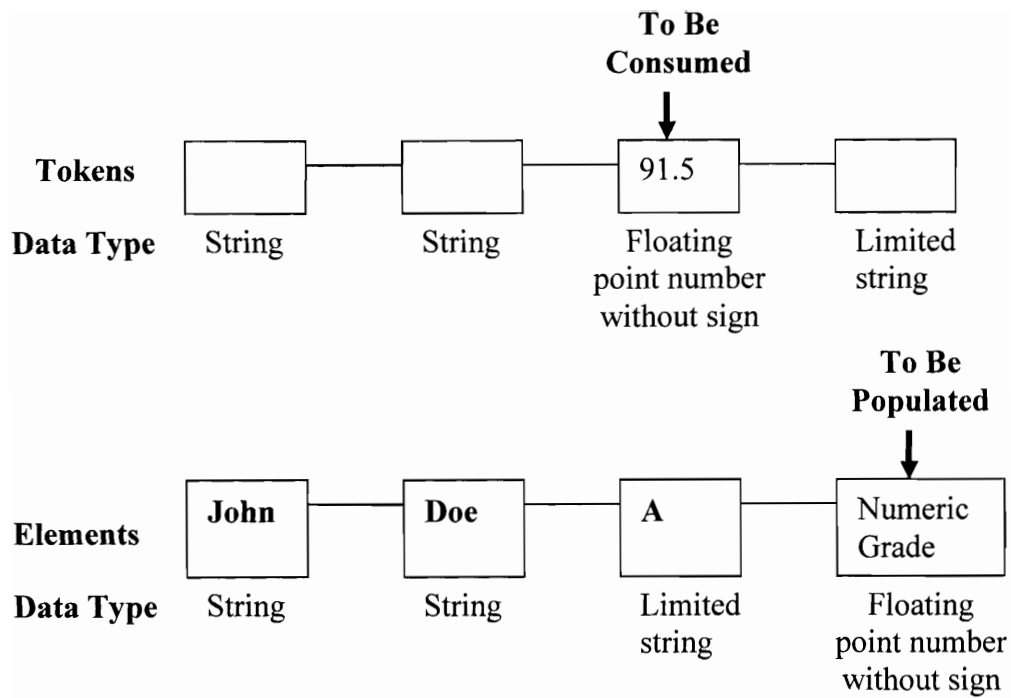 To Be
Consumed
Tokens
91.5
Data Type
String
String
Floating
point number
without sign
Limited
string
To Be
Populated
Elements
John
Doe
A
Numeric
Grade
Data Type
String
String
Limited
string
Floating
point number
without sign